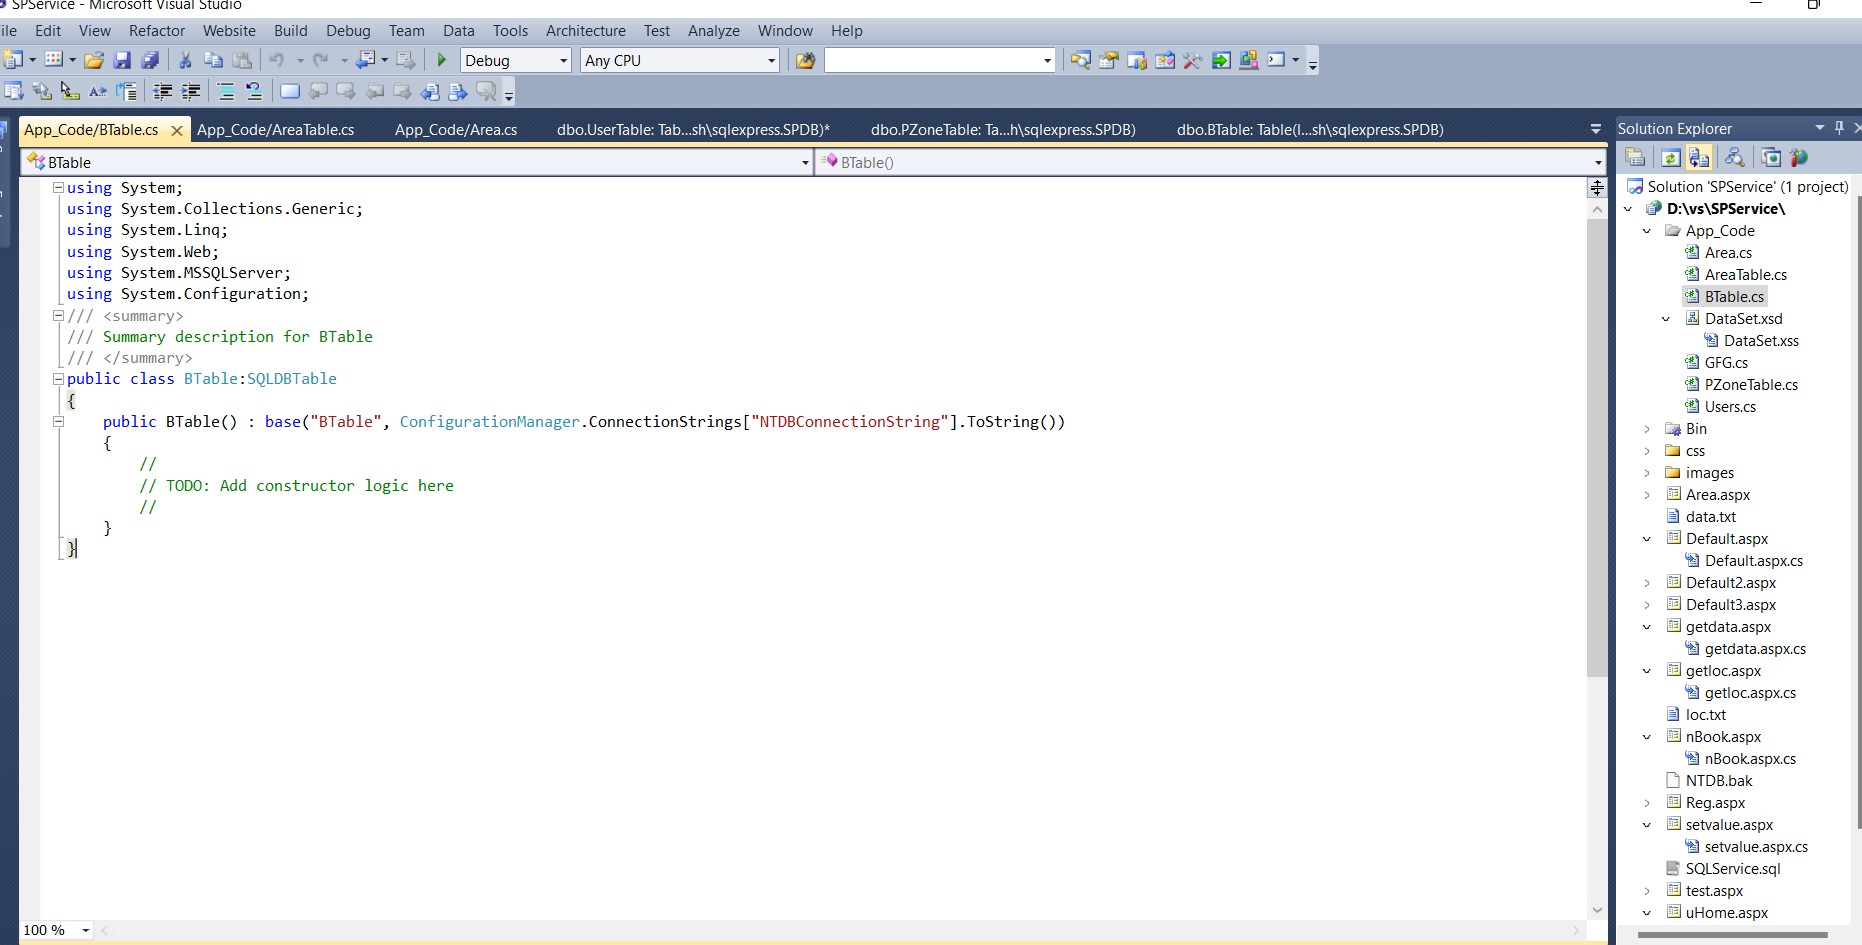 SPService - Microsoft Visual Studio
ile Edit View Refactor Website Build Debug Team Data Tools Architecture Test Analyze Window Help
Debug Any CPU
App_Code/BTable.cs App_Code/AreaTable.cs App_Code/Area.cs dbo.UserTable: Tab...sh\sqlexpress.SPDB)* dbo.PZoneTable: Ta...h\sqlexpress.SPDB) dbo.BTable: Table(l...sh\sqlexpress.SPDB)
BTable BTable()
using System;
using System.Collections.Generic;
using System.Linq;
using System.Web;
using System.MSSQLServer;
using System.Configuration;
/// <summary>
/// Summary description for BTable
/// </summary>
public class BTable:SQLDBTable
{
public BTable() : base("BTable", ConfigurationManager.ConnectionStrings["NTDBConnectionString"].ToString())
{
//
// TODO: Add constructor logic here
//
}
}
100 %
Solution Explorer
Solution 'SPService' (1 project)
D:\vs\SPService\
App_Code
Area.cs
AreaTable.cs
BTable.cs
DataSet.xsd
DataSet.xss
GFG.cs
PZoneTable.cs
Users.cs
Bin
css
images
Area.aspx
data.txt
Default.aspx
Default.aspx.cs
Default2.aspx
Default3.aspx
getdata.aspx
getdata.aspx.cs
getloc.aspx
getloc.aspx.cs
loc.txt
nBook.aspx
nBook.aspx.cs
NTDB.bak
Reg.aspx
setvalue.aspx
setvalue.aspx.cs
SQLService.sql
test.aspx
uHome.aspx